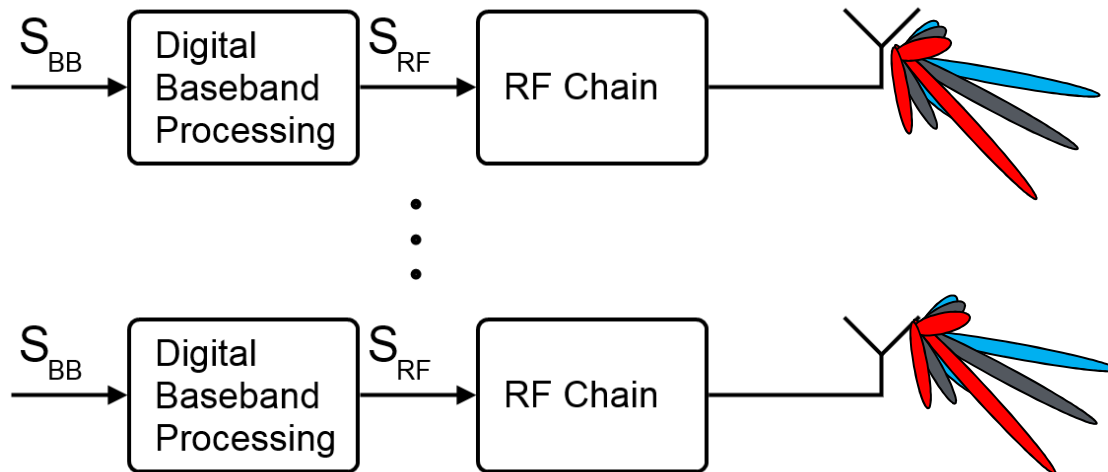 S_BB
Digital
Baseband
Processing
S_RF
RF Chain
S_BB
Digital
Baseband
Processing
S_RF
RF Chain